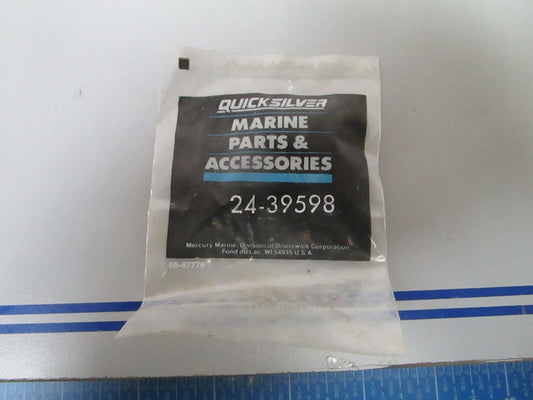 QUICKSILVER
MARINE
PARTS &
ACCESSORIES
24-39598
Mercury Marine, Division of Brunswick Corporation
Fond du Lac, WI 54935 U.S.A.
66-87776